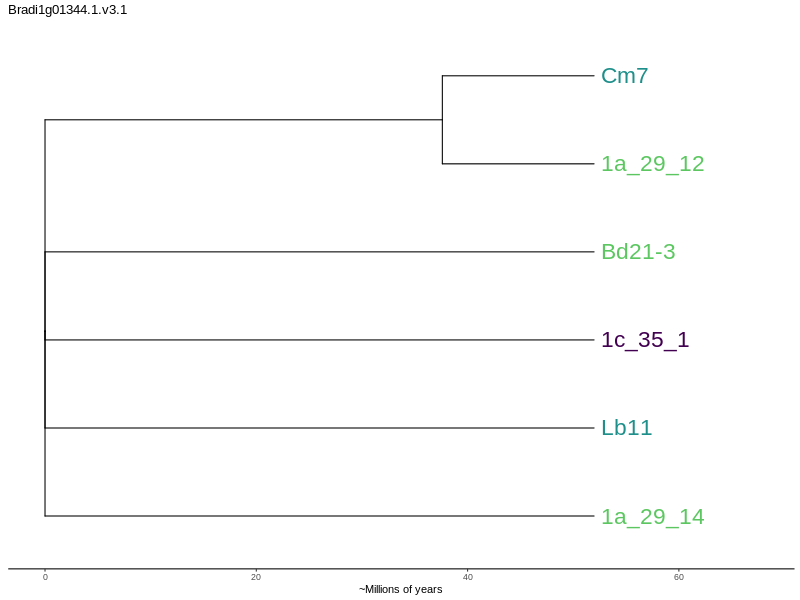 Bradi1g01344.1.v3.1
Cm7
1a_29_12
Bd21-3
1c_35_1
Lb11
1a_29_14
0 20 40 60
~Millions of years